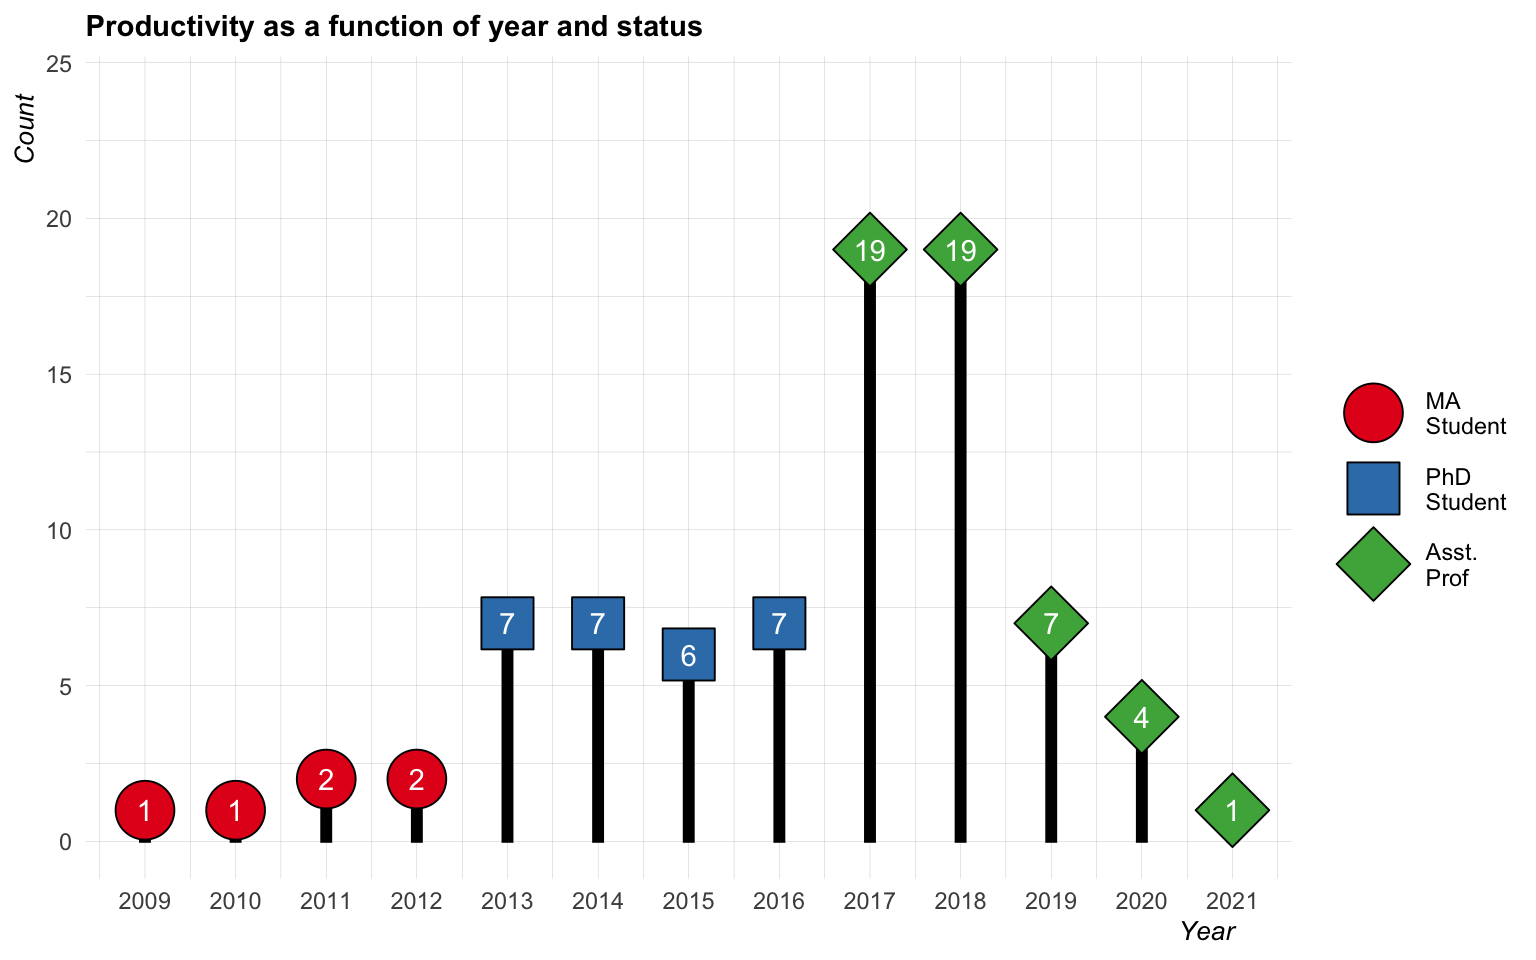 Productivity as a function of year and status
Count
25
20
15
10
5
0
1
1
2
2
7
7
6
7
19
19
7
4
1
2009 2010 2011 2012 2013 2014 2015 2016 2017 2018 2019 2020 2021
Year
MA
Student
PhD
Student
Asst.
Prof